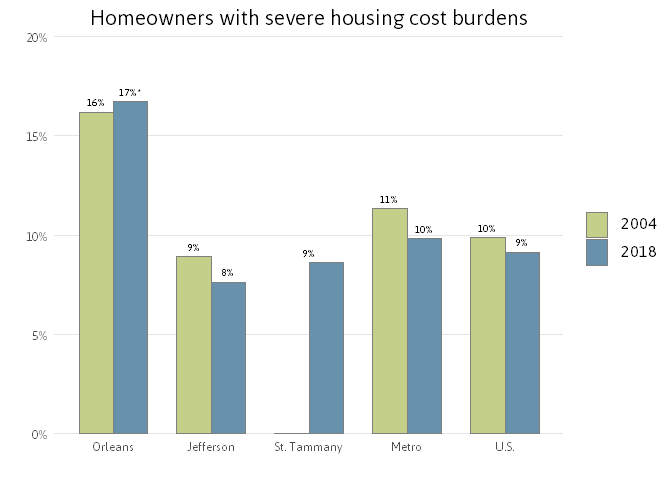 Homeowners with severe housing cost burdens
20%
15%
10%
5%
0%
16%
17%*
9%
8%
9%
11%
10%
10%
9%
Orleans
Jefferson
St. Tammany
Metro
U.S.
2004
2018